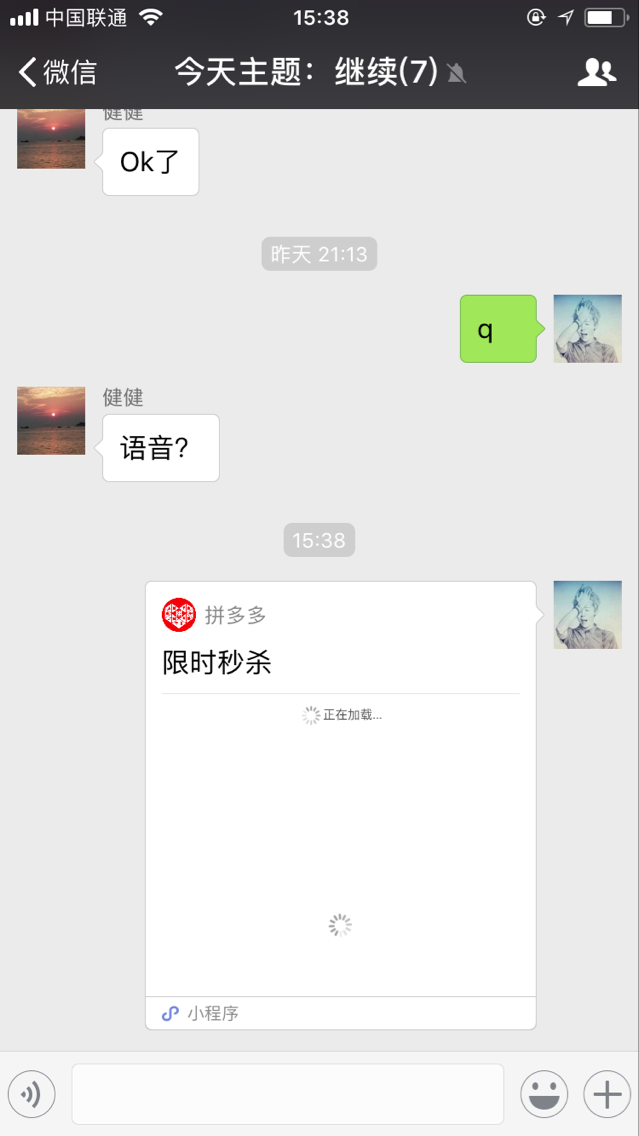 中国联通
15:38
微信
今天主题：继续(7)
健健
Ok了
昨天 21:13
q
健健
语音?
15:38
拼多多
限时秒杀
正在加载...
小程序